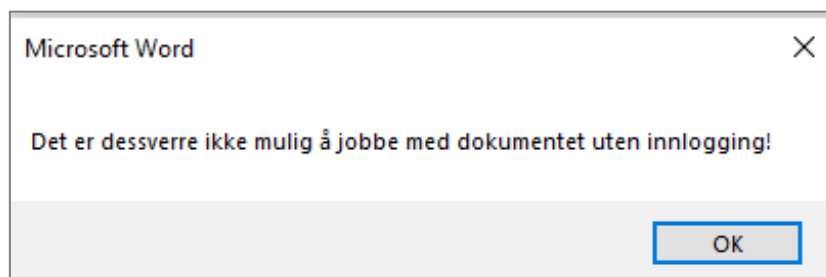 Microsoft Word
Det er dessverre ikke mulig å jobbe med dokumentet uten innlogging!
OK